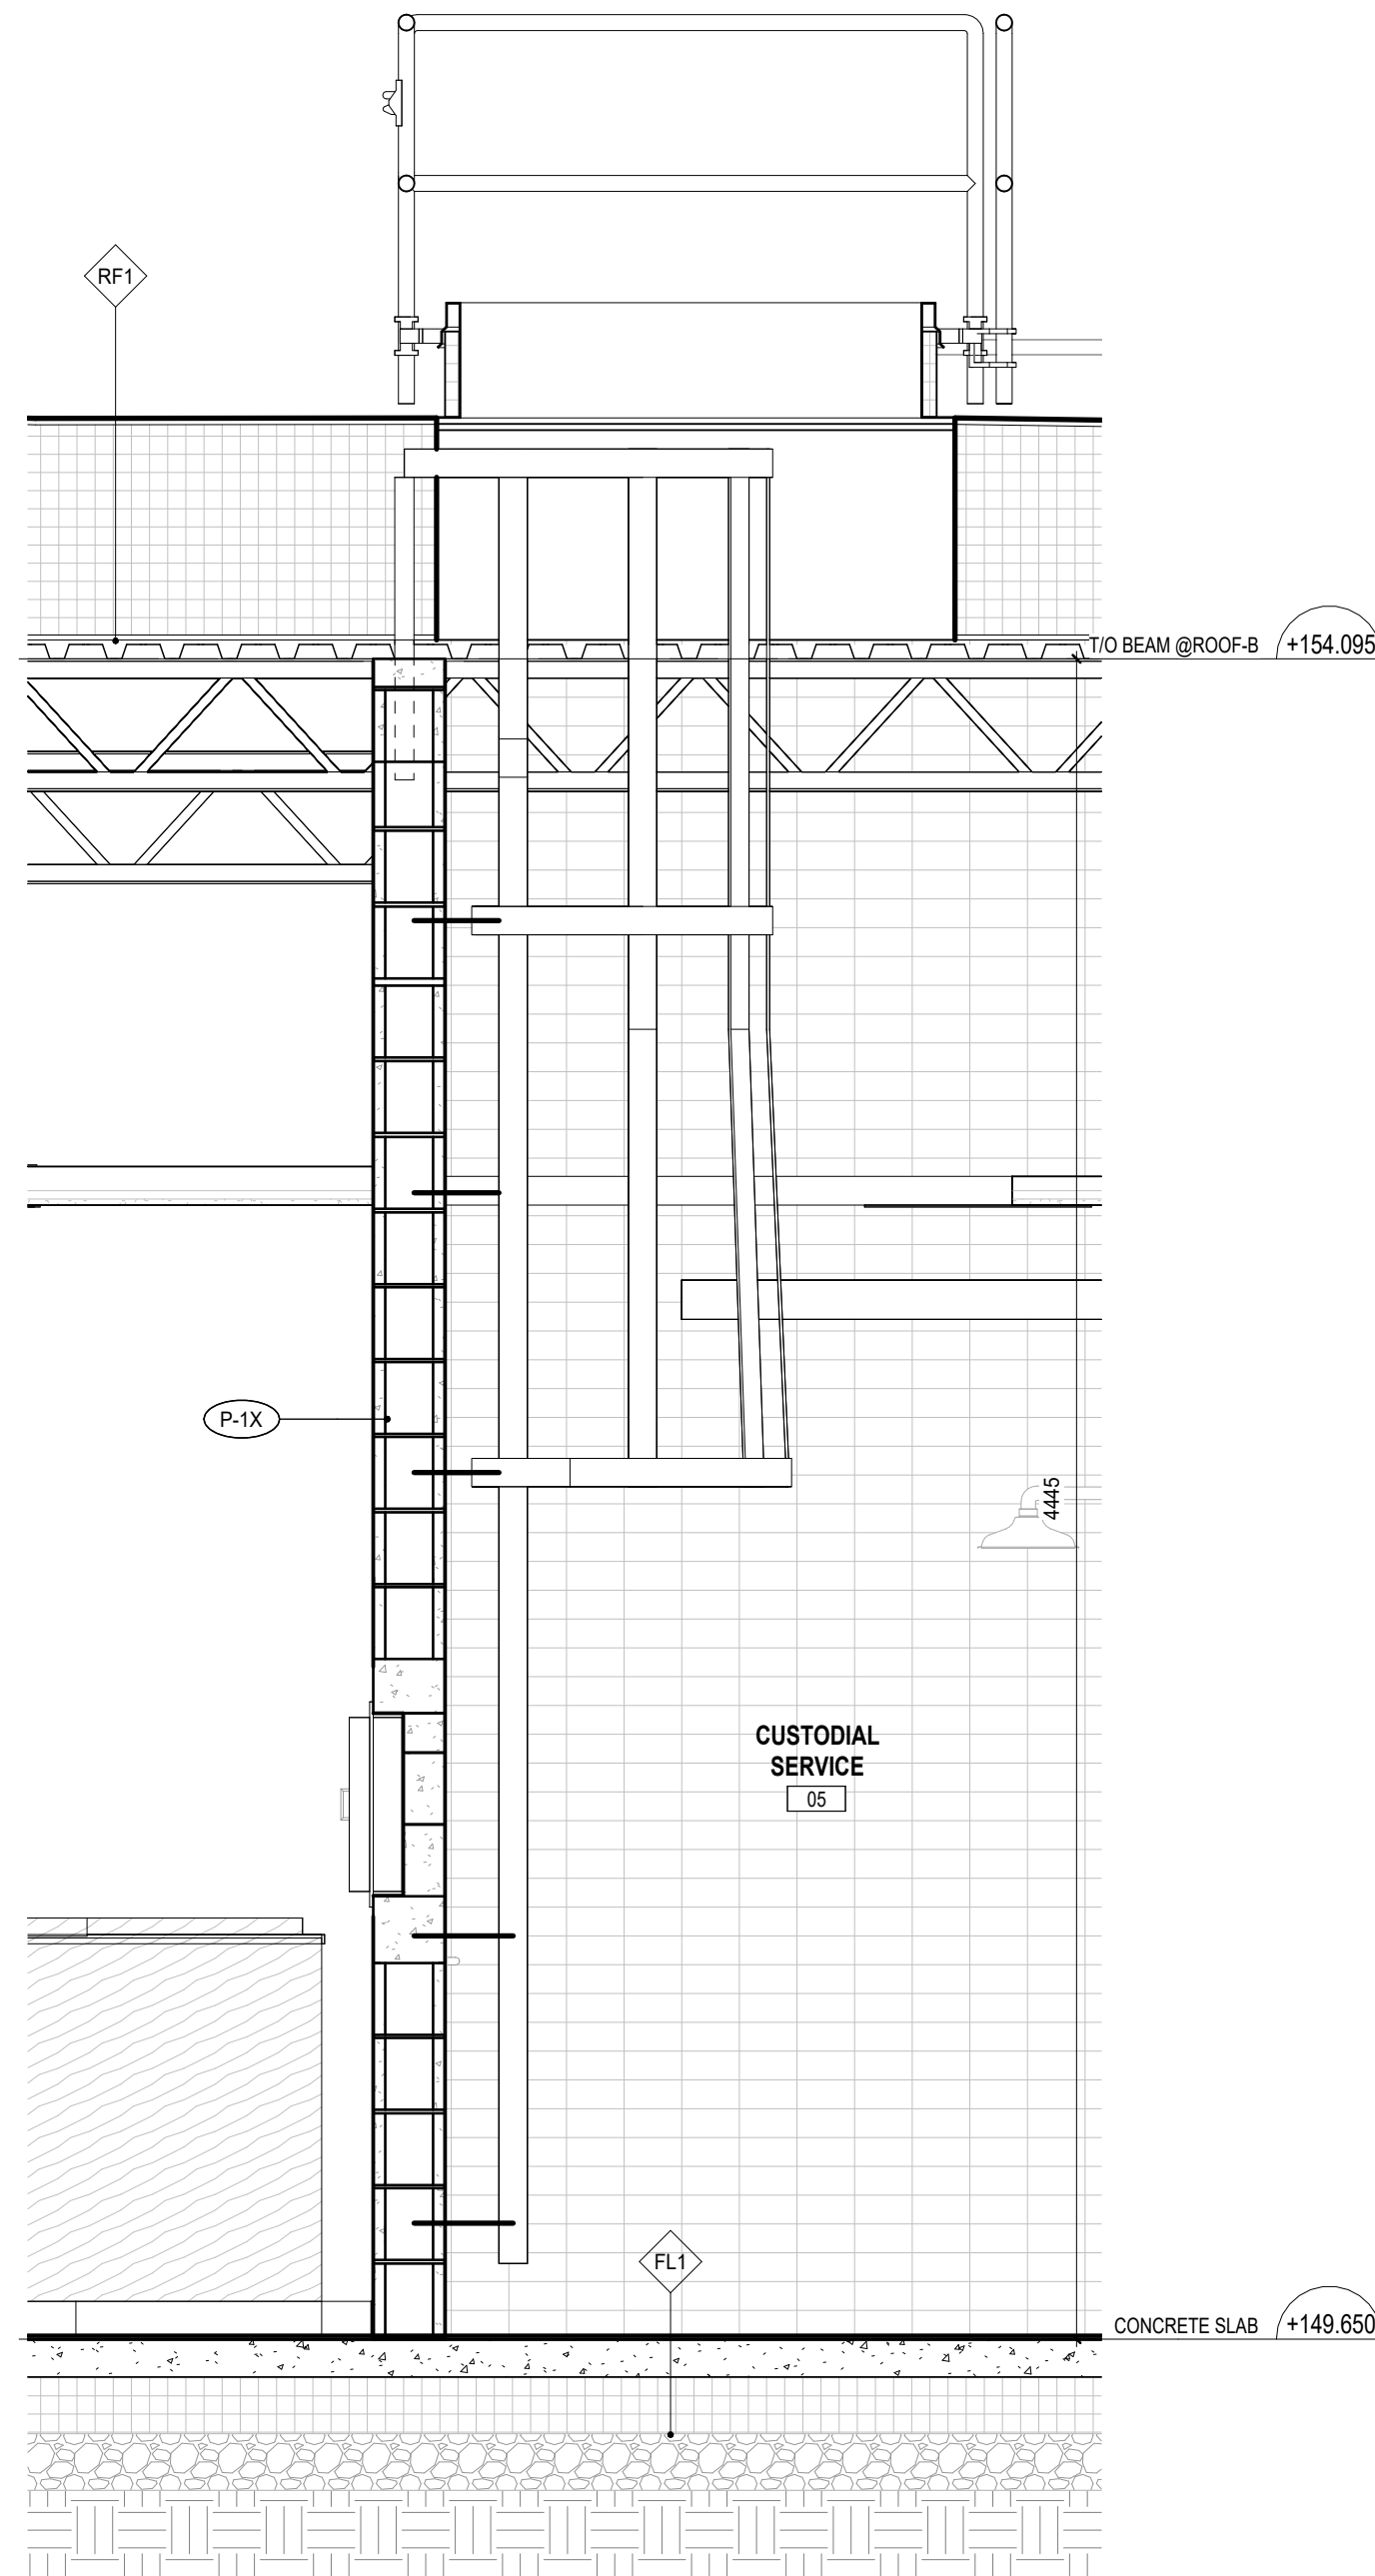 RF1
T/O BEAM @ROOF-B +154.095
P-1X
4445
CUSTODIAL
SERVICE
05
FL1
CONCRETE SLAB +149.650